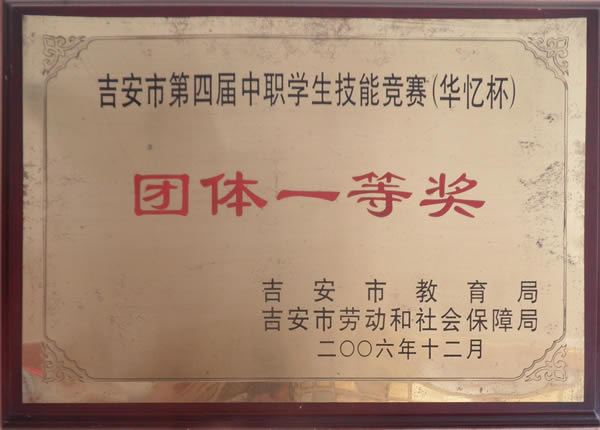 吉安市第四届中职学生技能竞赛(华忆杯)
团体一等奖
吉安市教育局
吉安市劳动和社会保障局
二〇〇六年十二月